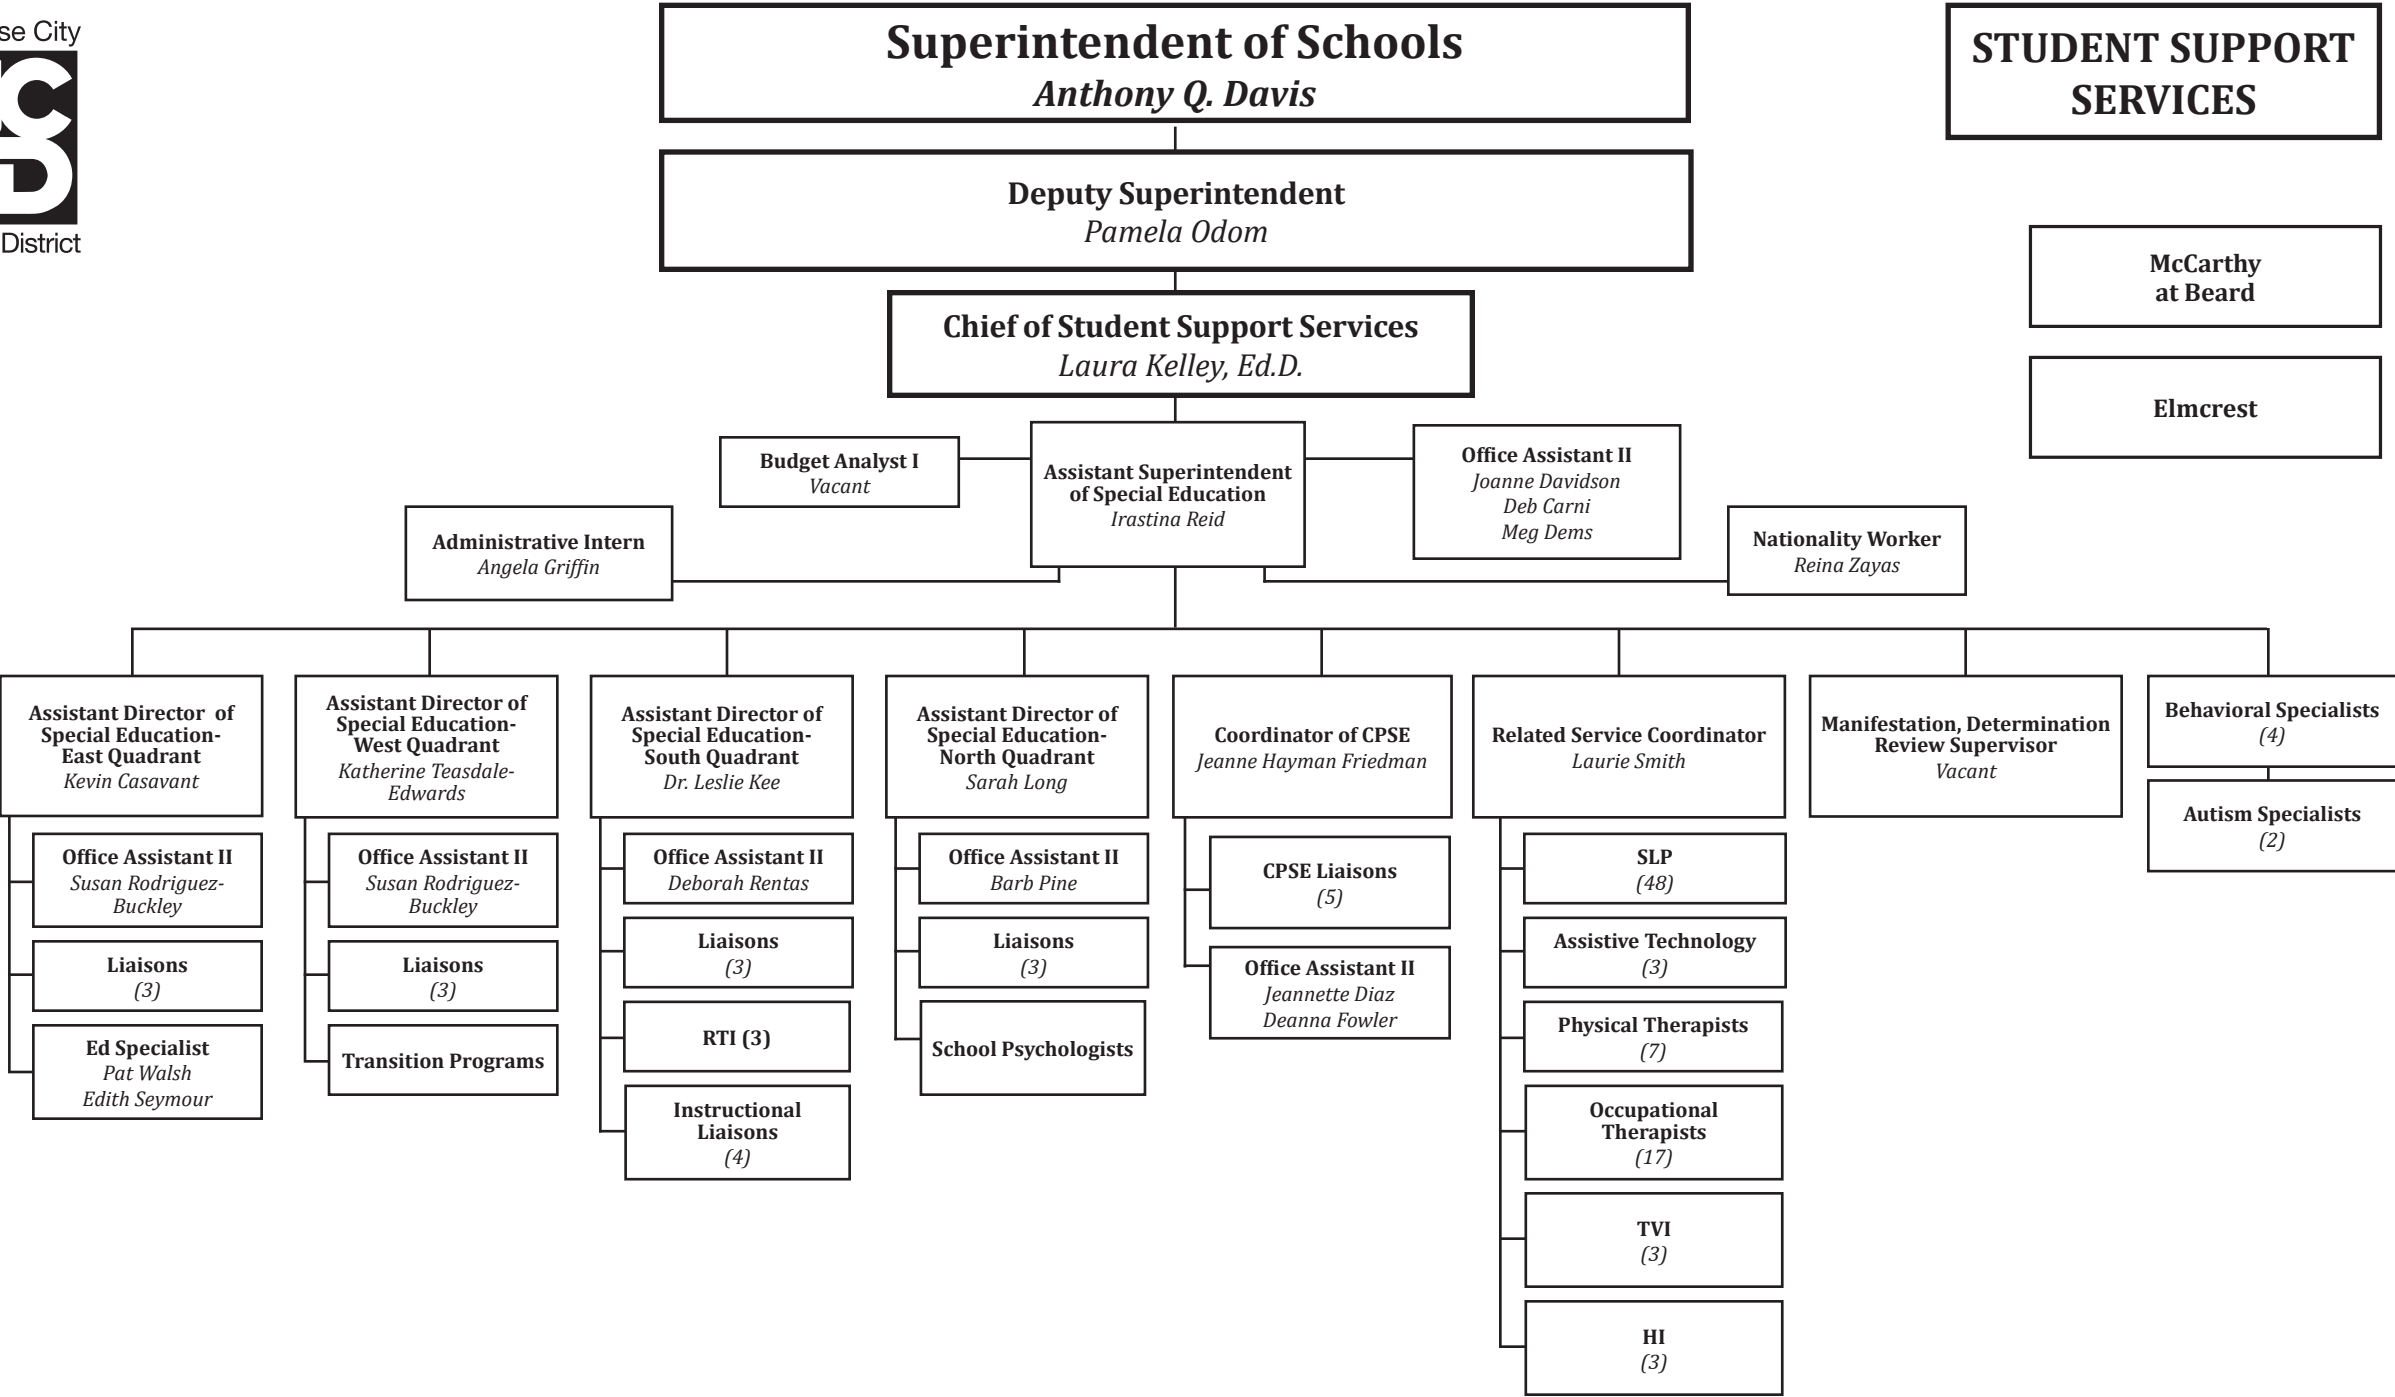 se City
District
Superintendent of Schools
Anthony Q. Davis
STUDENT SUPPORT
SERVICES
Deputy Superintendent
Pamela Odom
McCarthy
at Beard
Chief of Student Support Services
Laura Kelley, Ed.D.
Elmcrest
Budget Analyst I
Vacant
Assistant Superintendent
of Special Education
Irastina Reid
Office Assistant II
Joanne Davidson
Deb Carni
Meg Dems
Administrative Intern
Angela Griffin
Nationality Worker
Reina Zayas
Assistant Director of
Special Education-
East Quadrant
Kevin Casavant
Office Assistant II
Susan Rodriguez-
Buckley
Liaisons
(3)
Ed Specialist
Pat Walsh
Edith Seymour
Assistant Director of
Special Education-
West Quadrant
Katherine Teasdale-
Edwards
Office Assistant II
Susan Rodriguez-
Buckley
Liaisons
(3)
Transition Programs
Assistant Director of
Special Education-
South Quadrant
Dr. Leslie Kee
Office Assistant II
Deborah Rentas
Liaisons
(3)
RTI (3)
Instructional
Liaisons
(4)
Assistant Director of
Special Education-
North Quadrant
Sarah Long
Office Assistant II
Barb Pine
Liaisons
(3)
School Psychologists
Coordinator of CPSE
Jeanne Hayman Friedman
CPSE Liaisons
(5)
Office Assistant II
Jeannette Diaz
Deanna Fowler
Related Service Coordinator
Laurie Smith
SLP
(48)
Assistive Technology
(3)
Physical Therapists
(7)
Occupational
Therapists
(17)
TVI
(3)
HI
(3)
Manifestation, Determination
Review Supervisor
Vacant
Behavioral Specialists
(4)
Autism Specialists
(2)